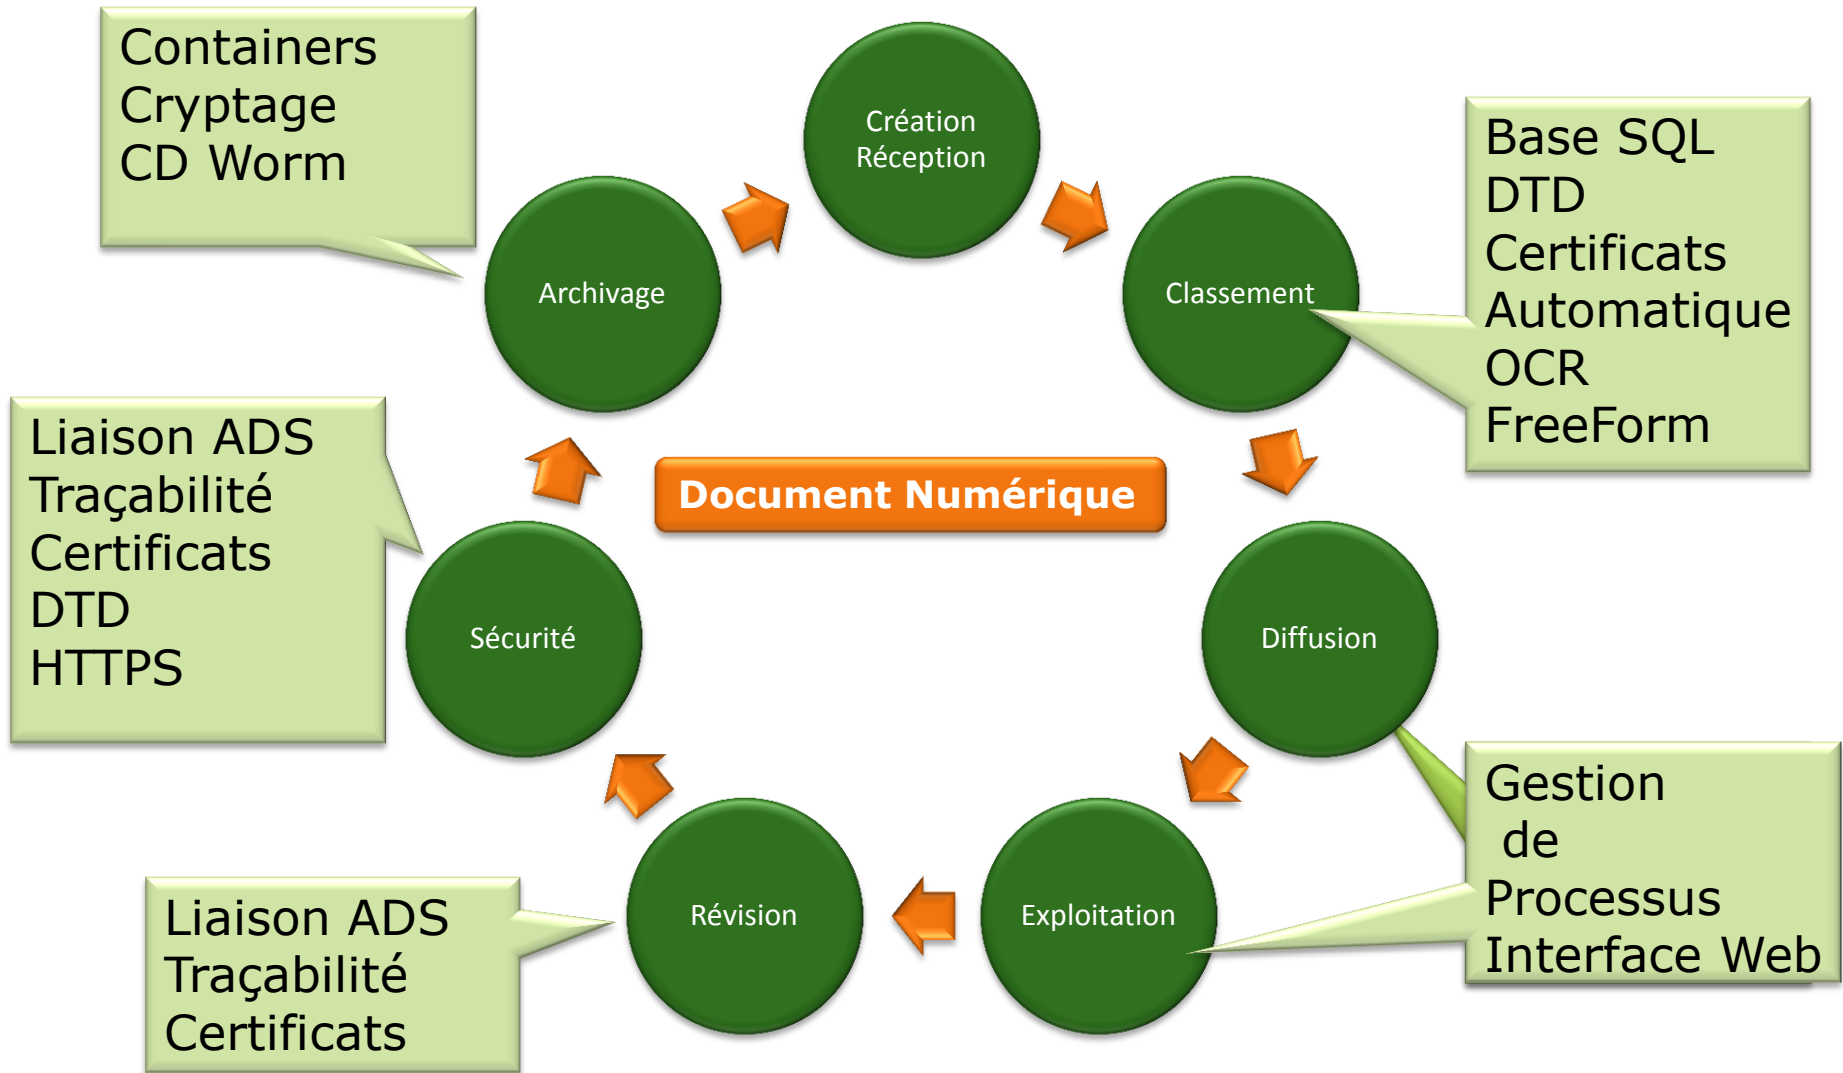 Containers
Cryptage
CD Worm
Création
Réception
Base SQL
DTD
Certificats
Automatique
OCR
FreeForm
Archivage
Classement
Liaison ADS
Traçabilité
Certificats
DTD
HTTPS
Document Numérique
Sécurité
Diffusion
Gestion
de
Processus
Interface Web
Liaison ADS
Traçabilité
Certificats
Révision
Exploitation